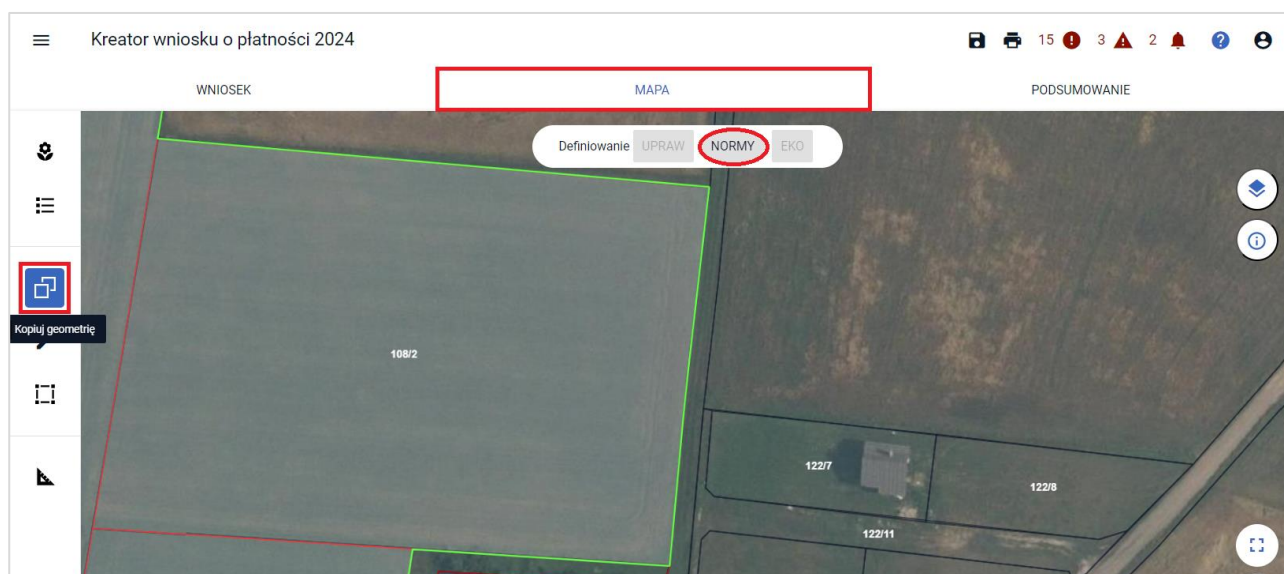 Kreator wniosku o płatności 2024
15 3 2
WNIOSEK MAPA PODSUMOWANIE
Definiowanie UPRAW NORMY EKO
Kopiuj geometrię
108/2
122/7
122/8
122/11